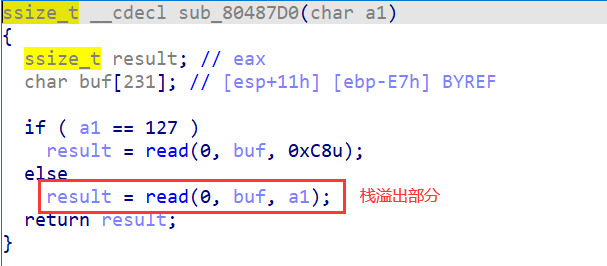 ssize_t __cdecl sub_80487D0(char a1)
{
  ssize_t result; // eax
  char buf[231]; // [esp+11h] [ebp-E7h] BYREF

  if ( a1 == 127 )
    result = read(0, buf, 0xC8u);
  else
    result = read(0, buf, a1); 栈溢出部分
  return result;
}